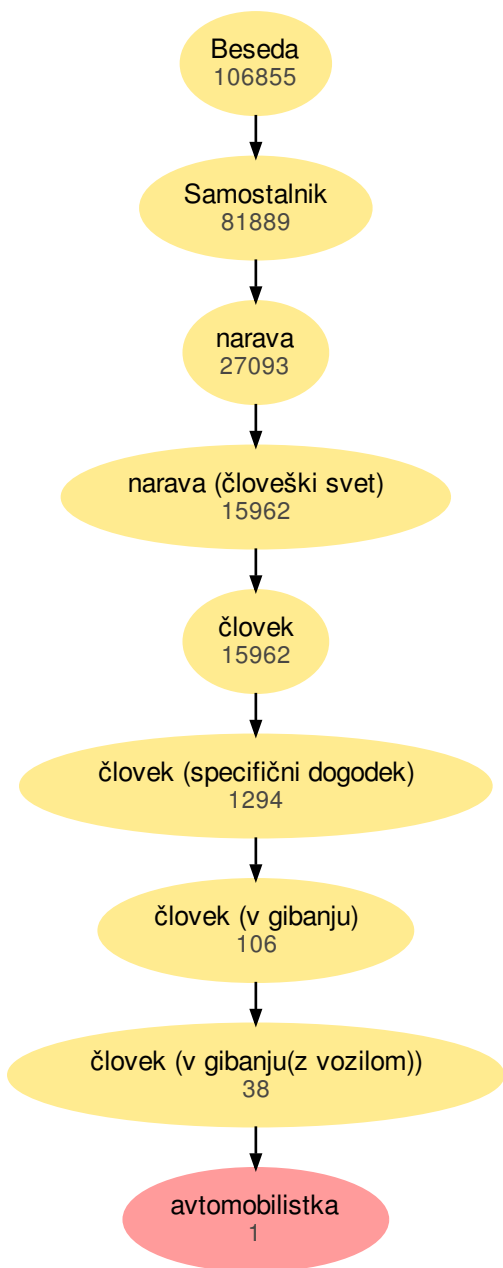 Beseda
106855
Samostalnik
81889
narava
27093
narava (človeški svet)
15962
človek
15962
človek (specifični dogodek)
1294
človek (v gibanju)
106
človek (v gibanju(z vozilom))
38
avtomobilistka
1